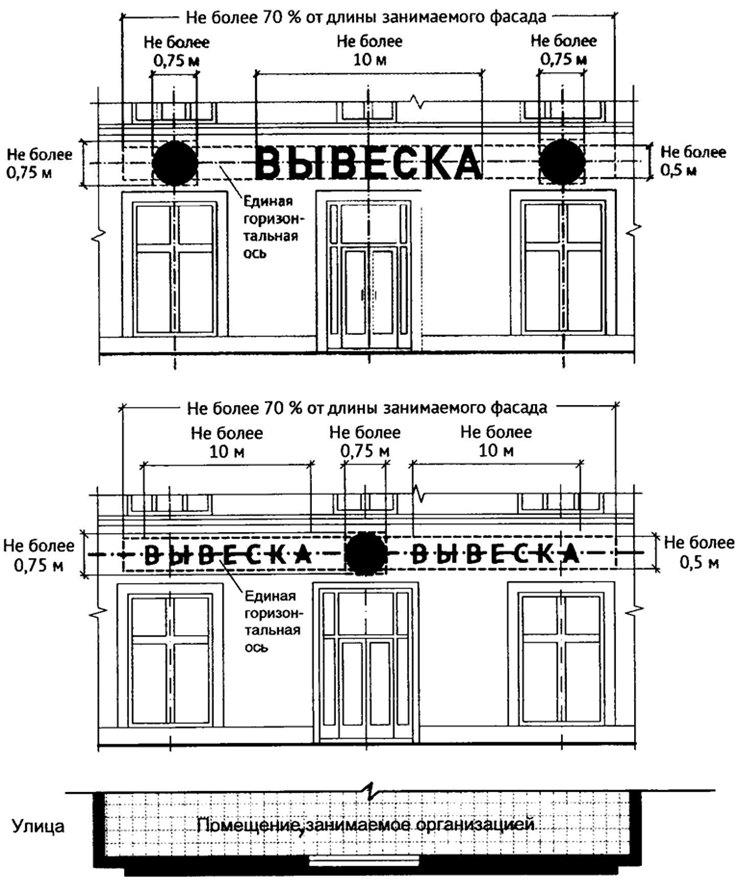 Не более 70 % от длины занимаемого фасада
Не более
0,75 м
Не более
10 м
Не более
0,75 м
Не более
0,75 м
ВЫВЕСКА
Не более
0,5 м
Единая
горизон-
тальная
ось
Не более 70 % от длины занимаемого фасада
Не более
10 м
Не более
0,75 м
Не более
10 м
Не более
0,75 м
ВЫВЕСКА
ВЫВЕСКА
Не более
0,5 м
Единая
горизон-
тальная
ось
Улица
Помещение,занимаемое организацией